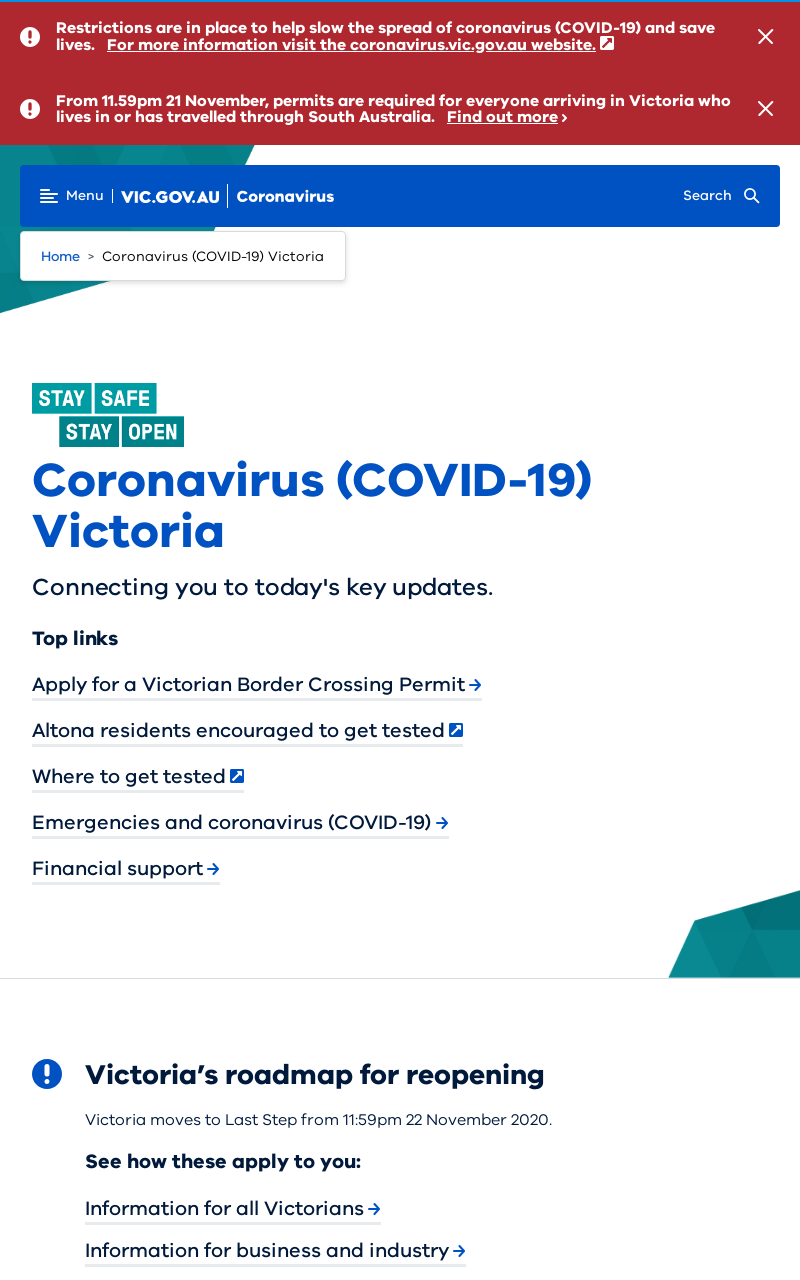 Restrictions are in place to help slow the spread of coronavirus (COVID-19) and save
lives. For more information visit the coronavirus.vic.gov.au website.
From 11.59pm 21 November, permits are required for everyone arriving in Victoria who
lives in or has travelled through South Australia. Find out more ›
Menu | VIC.GOV.AU | Coronavirus Search
Home > Coronavirus (COVID-19) Victoria
STAY SAFE
STAY OPEN
Coronavirus (COVID-19)
Victoria
Connecting you to today's key updates.
Top links
Apply for a Victorian Border Crossing Permit
Altona residents encouraged to get tested
Where to get tested
Emergencies and coronavirus (COVID-19)
Financial support
Victoria’s roadmap for reopening
Victoria moves to Last Step from 11:59pm 22 November 2020.
See how these apply to you:
Information for all Victorians
Information for business and industry